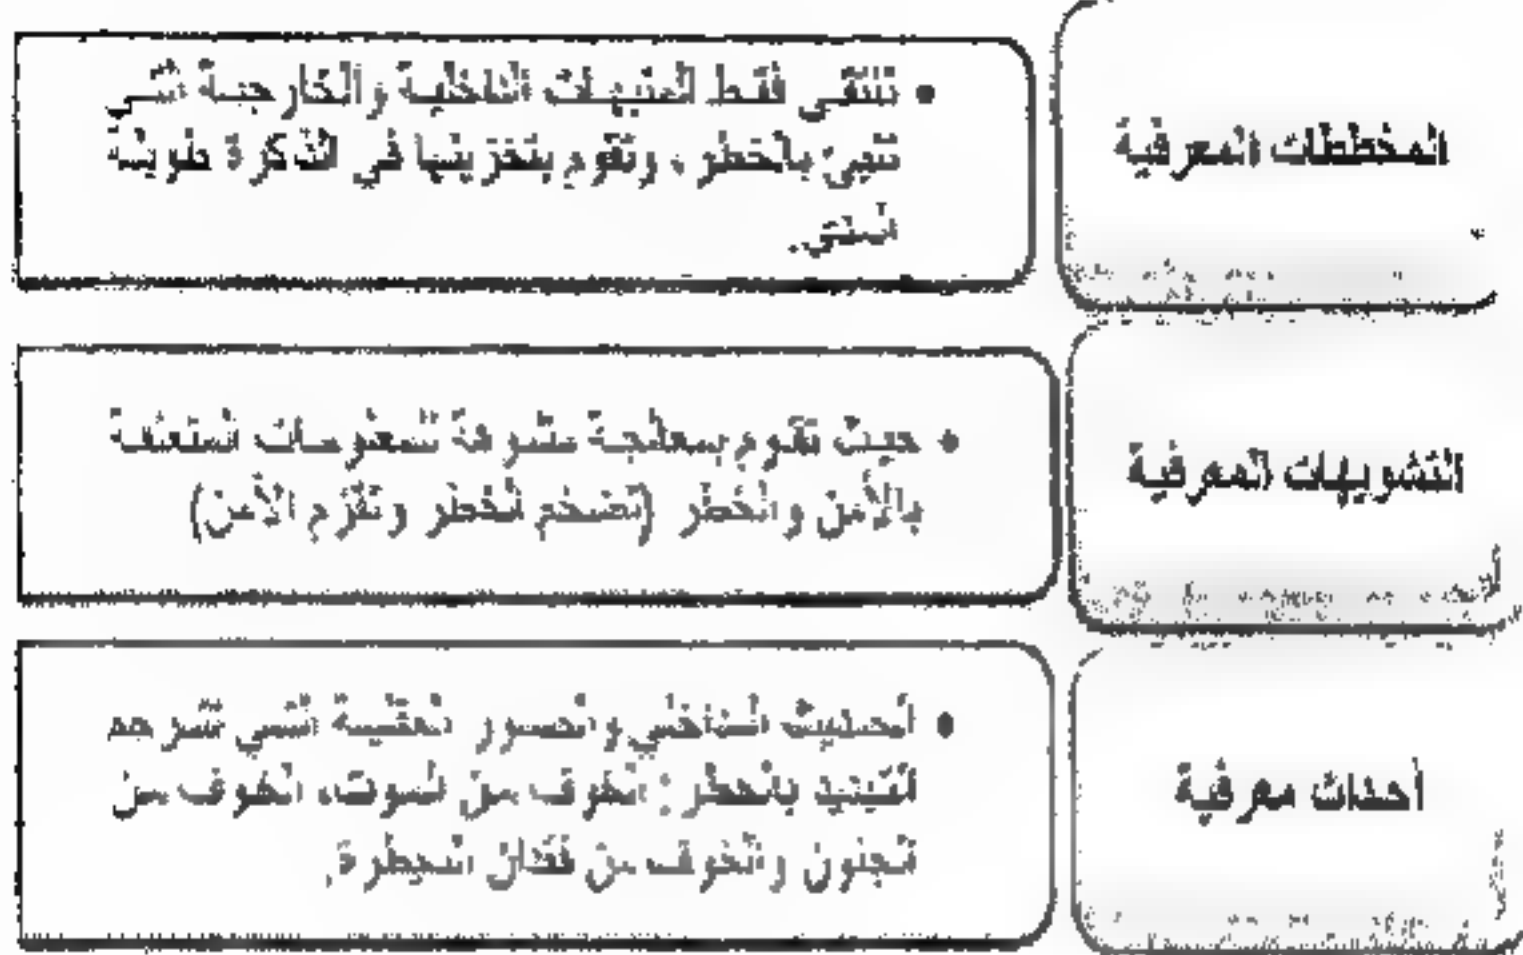 المخططات المعرفية
• تنتقي فقط المنبهات الداخلية والخارجية التي
تنبئ بالخطر، وتقوم بتخزينها في الذاكرة طويلة
المدى.
التشويهات المعرفية
• حيث تقوم بمعالجة مشوهة للمعلومات المتعلقة
بالأمن والخطر (تضخم الخطر وتقزم الأمن)
أحداث معرفية
• الحديث الداخلي والصور العقلية التي تترجم
التهديد بالخطر: الخوف من الموت، الخوف من
الجنون والخوف من فقدان السيطرة.